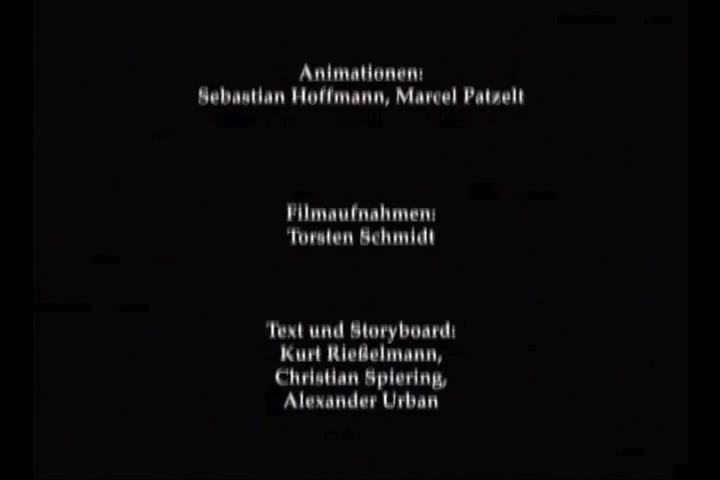 Animationen:
Sebastian Hoffmann, Marcel Patzelt
Filmaufnahmen:
Torsten Schmidt
Text und Storyboard:
Kurt Rießelmann,
Christian Spiering,
Alexander Urban